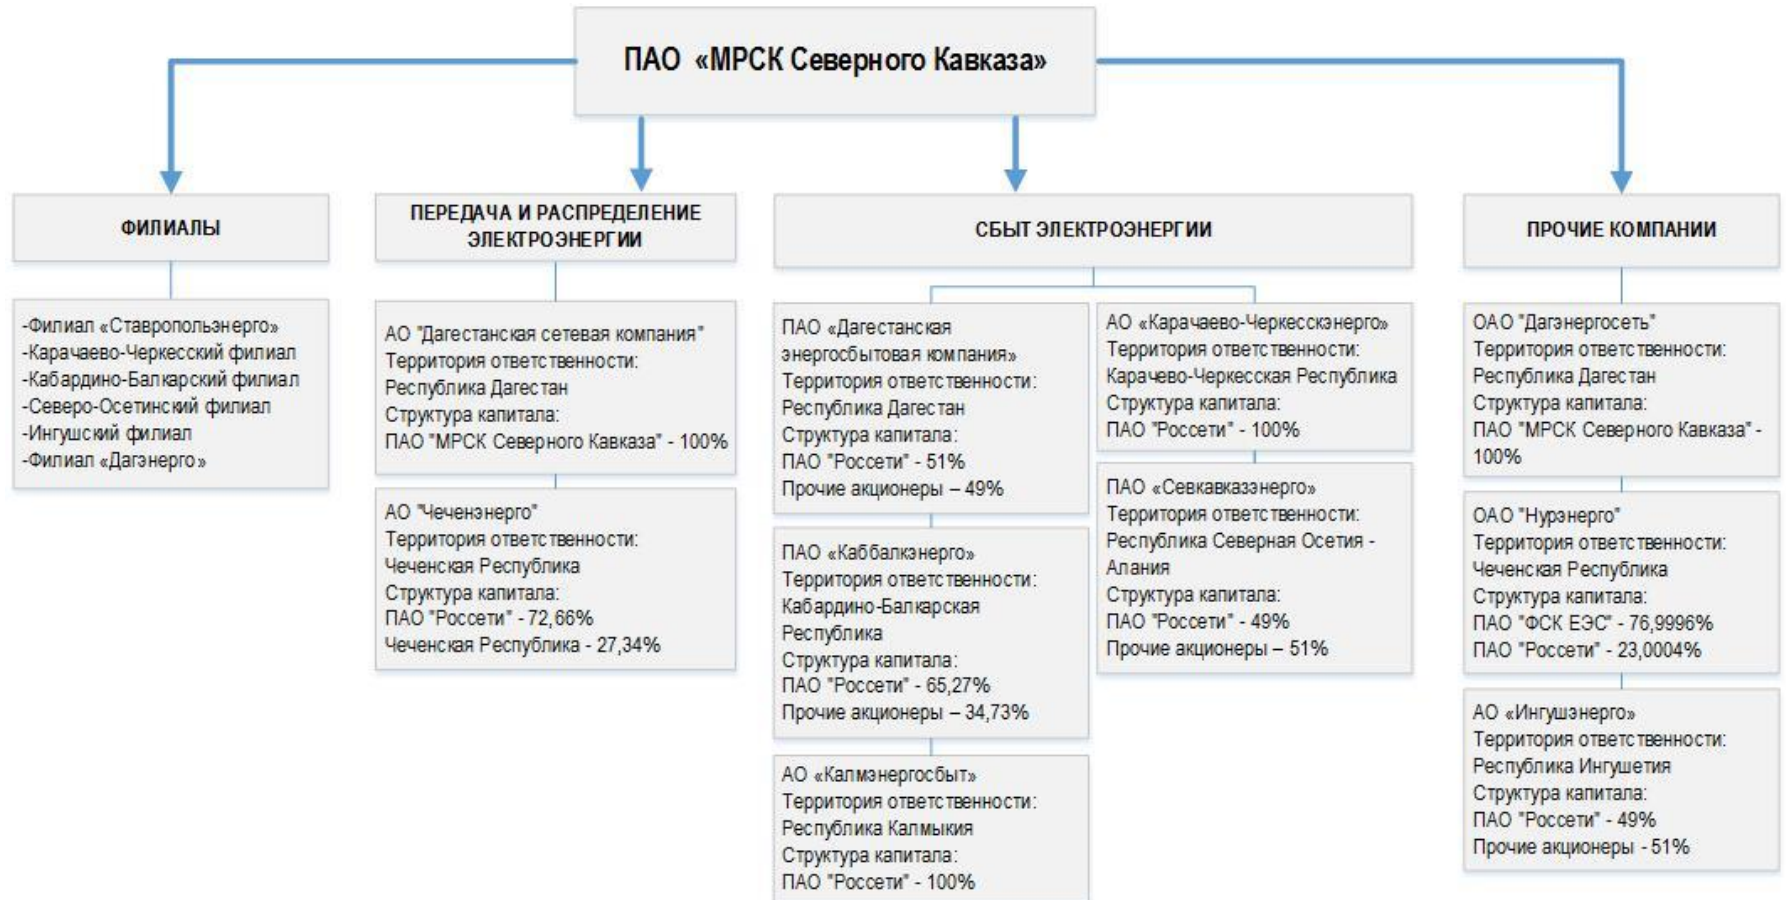 ПАО «МРСК Северного Кавказа»
ФИЛИАЛЫ
-Филиал «Ставропольэнерго»
-Карачаево-Черкесский филиал
-Кабардино-Балкарский филиал
-Северо-Осетинский филиал
-Ингушский филиал
-Филиал «Дагэнерго»
ПЕРЕДАЧА И РАСПРЕДЕЛЕНИЕ
ЭЛЕКТРОЭНЕРГИИ
АО "Дагестанская сетевая компания"
Территория ответственности:
Республика Дагестан
Структура капитала:
ПАО "МРСК Северного Кавказа" - 100%
АО "Чеченэнерго"
Территория ответственности:
Чеченская Республика
Структура капитала:
ПАО "Россети" - 72,66%
Чеченская Республика - 27,34%
СБЫТ ЭЛЕКТРОЭНЕРГИИ
ПАО «Дагестанская
энергосбытовая компания»
Территория ответственности:
Республика Дагестан
Структура капитала:
ПАО "Россети" - 51%
Прочие акционеры – 49%
ПАО «Каббалкэнерго»
Территория ответственности:
Кабардино-Балкарская
Республика
Структура капитала:
ПАО "Россети" - 65,27%
Прочие акционеры – 34,73%
АО «Калмэнергосбыт»
Территория ответственности:
Республика Калмыкия
Структура капитала:
ПАО "Россети" - 100%
АО «Карачаево-Черкесскэнерго»
Территория ответственности:
Карачево-Черкесская Республика
Структура капитала:
ПАО "Россети" - 100%
ПАО «Севкавказэнерго»
Территория ответственности:
Республика Северная Осетия -
Алания
Структура капитала:
ПАО "Россети" - 49%
Прочие акционеры – 51%
ПРОЧИЕ КОМПАНИИ
ОАО "Дагэнергосеть"
Территория ответственности:
Республика Дагестан
Структура капитала:
ПАО "МРСК Северного Кавказа" -
100%
ОАО "Нурэнерго"
Территория ответственности:
Чеченская Республика
Структура капитала:
ПАО "ФСК ЕЭС" - 76,9996%
ПАО "Россети" - 23,0004%
АО «Ингушэнерго»
Территория ответственности:
Республика Ингушетия
Структура капитала:
ПАО "Россети" - 49%
Прочие акционеры - 51%